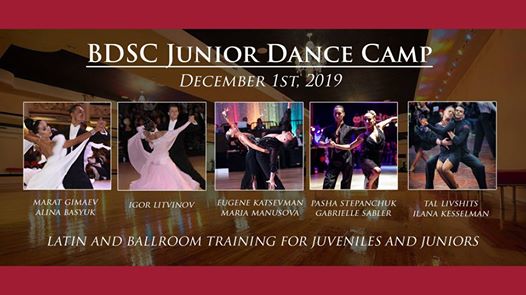 BDSC JUNIOR DANCE CAMP
DECEMBER 1ST, 2019
MARAT GIMAEV
ALINA BASYUK
IGOR LITVINOV
EUGENE KATSEVMAN
MARIA MANUSOVA
PASHA STEPANCHUK
GABRIELLE SABLER
TAL LIVSHITS
ILANA KESSELMAN
LATIN AND BALLROOM TRAINING FOR JUVENILES AND JUNIORS